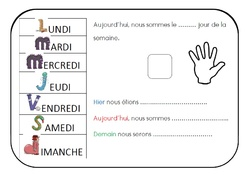 LUNDI
MARDI
MERCREDI
JEUDI
VENDREDI
SAMEDI
DIMANCHE
Aujourd'hui, nous sommes le ......... jour de la
semaine.
Hier nous étions ...............................
Aujourd'hui, nous sommes ...................
Demain nous serons ..........................